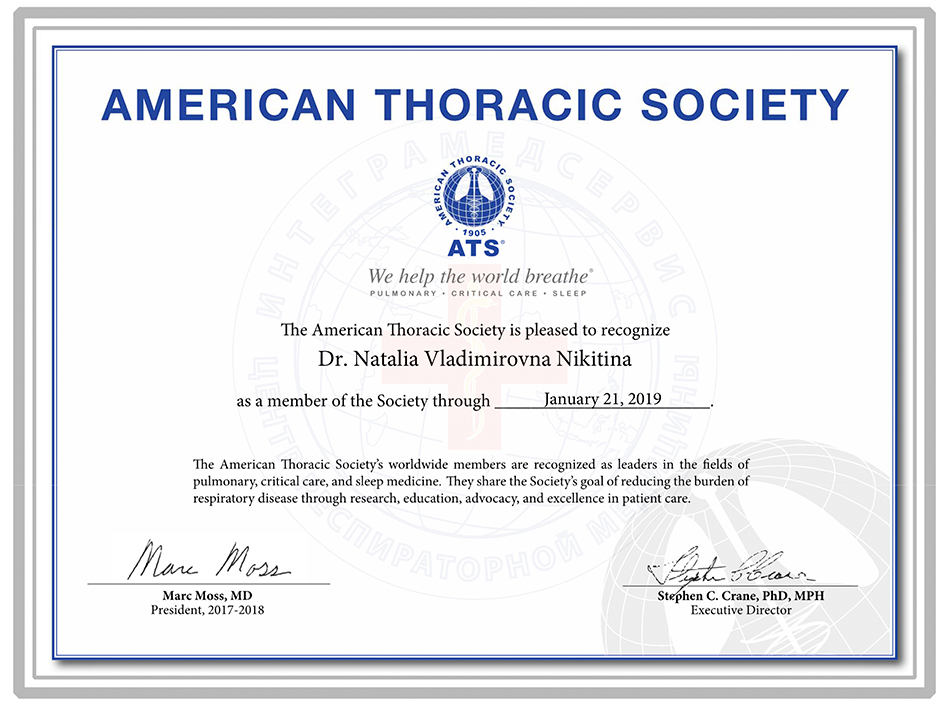 AMERICAN THORACIC SOCIETY
AMERICAN THORACIC SOCIETY
· 1905 ·
ATS®
We help the world breathe®
PULMONARY · CRITICAL CARE · SLEEP
The American Thoracic Society is pleased to recognize
Dr. Natalia Vladimirovna Nikitina
as a member of the Society through January 21, 2019.
The American Thoracic Society's worldwide members are recognized as leaders in the fields of
pulmonary, critical care, and sleep medicine. They share the Society's goal of reducing the burden of
respiratory disease through research, education, advocacy, and excellence in patient care.
Marc Moss
Marc Moss, MD
President, 2017-2018
Stephen C. Crane, PhD, MPH
Executive Director
ИНТЕГРАМЕДСЕРВИС
ЦЕНТР РЕСПИРАТОРНОЙ МЕДИЦИНЫ